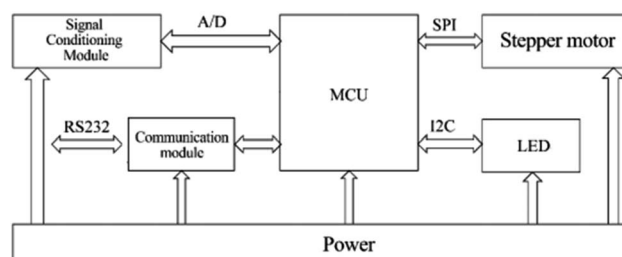 Signal
Conditioning
Module
A/D
MCU
SPI
Stepper motor
RS232
Communication
module
I2C
LED
Power